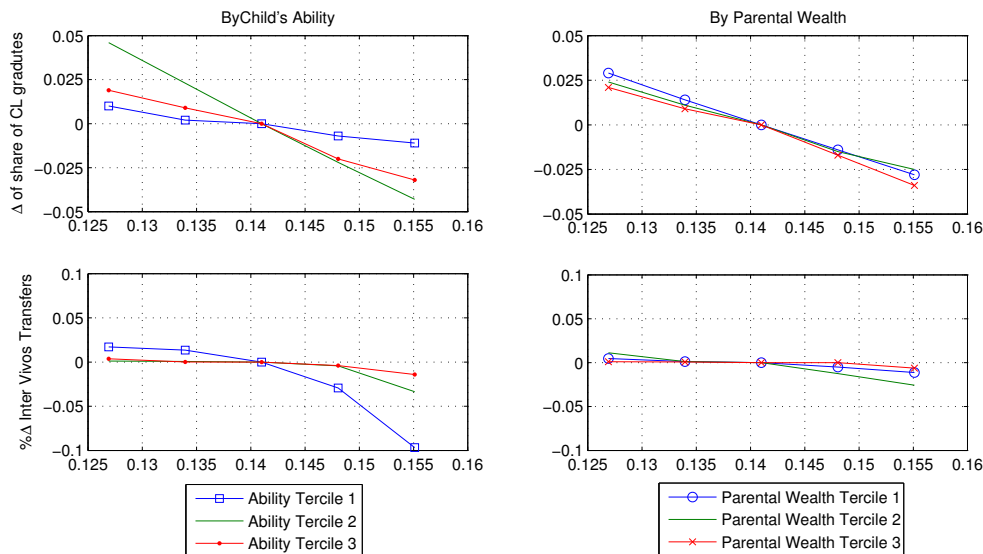 ByChild's Ability
By Parental Wealth
Δ of share of CL gradutes
0.05
0.025
0
−0.025
−0.05
0.125 0.13 0.135 0.14 0.145 0.15 0.155 0.16
0.05
0.025
0
−0.025
−0.05
0.125 0.13 0.135 0.14 0.145 0.15 0.155 0.16
%Δ Inter Vivos Transfers
0.1
0.05
0
−0.05
−0.1
0.125 0.13 0.135 0.14 0.145 0.15 0.155 0.16
0.1
0.05
0
−0.05
−0.1
0.125 0.13 0.135 0.14 0.145 0.15 0.155 0.16
Ability Tercile 1
Ability Tercile 2
Ability Tercile 3
Parental Wealth Tercile 1
Parental Wealth Tercile 2
Parental Wealth Tercile 3